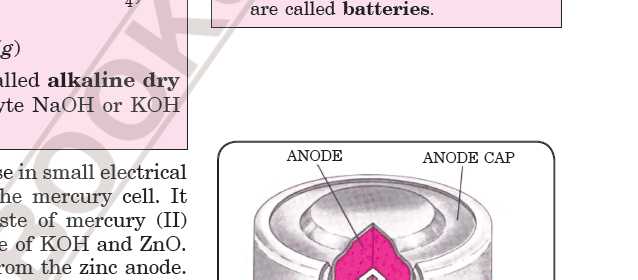 are called batteries.
(g)
alled alkaline dry
yte NaOH or KOH
se in small electrical
he mercury cell. It
ste of mercury (II)
e of KOH and ZnO.
rom the zinc anode.
ANODE ANODE CAP
BOOKS